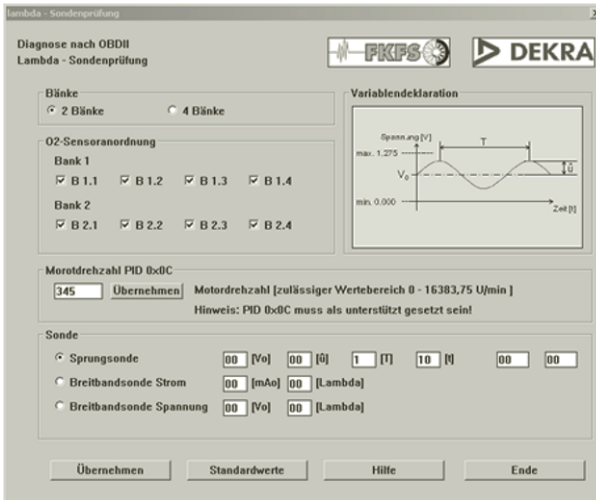 lambda - Sondenprüfung
Diagnose nach OBDII
Lambda - Sondenprüfung
FKFS
DEKRA
Bänke
2 Bänke 4 Bänke
O2-Sensoranordnung
Bank 1
B 1.1 B 1.2 B 1.3 B 1.4
Bank 2
B 2.1 B 2.2 B 2.3 B 2.4
Variablendeklaration
Spannung [V]
max. 1.275
T
û
V₀
min. 0.000
Zeit [t]
Morotdrehzahl PID 0x0C
345 Übernehmen Motordrehzahl [zulässiger Wertebereich 0 - 16383,75 U/min ]
Hinweis: PID 0x0C muss als unterstützt gesetzt sein!
Sonde
Sprungsonde 00 [Vo] 00 [û] 1 [T] 10 [t] 00 00
Breitbandsonde Strom 00 [mAo] 00 [Lambda]
Breitbandsonde Spannung 00 [Vo] 00 [Lambda]
Übernehmen Standardwerte Hilfe Ende